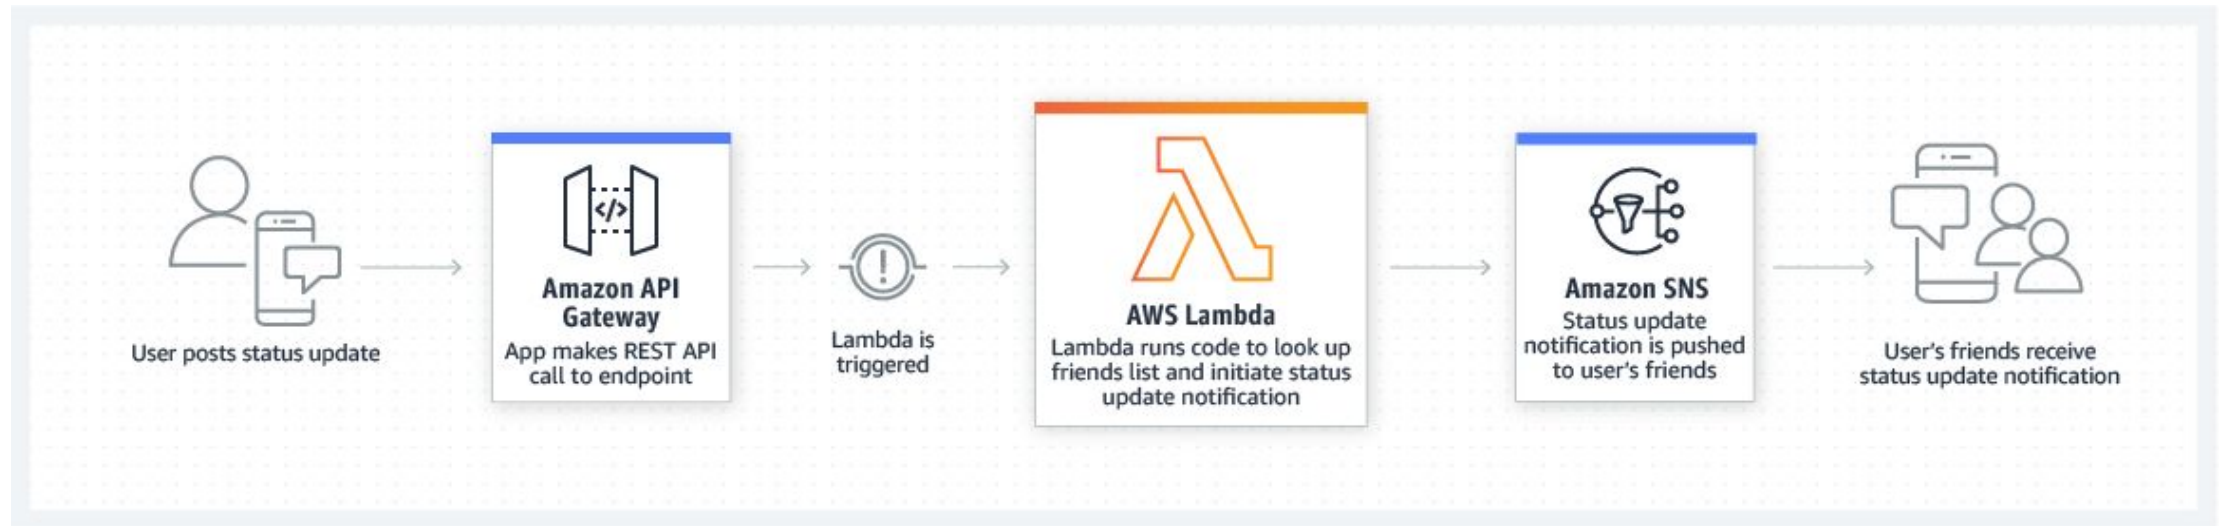 User posts status update
Amazon API
Gateway
App makes REST API
call to endpoint
Lambda is
triggered
AWS Lambda
Lambda runs code to look up
friends list and initiate status
update notification
Amazon SNS
Status update
notification is pushed
to user's friends
User's friends receive
status update notification